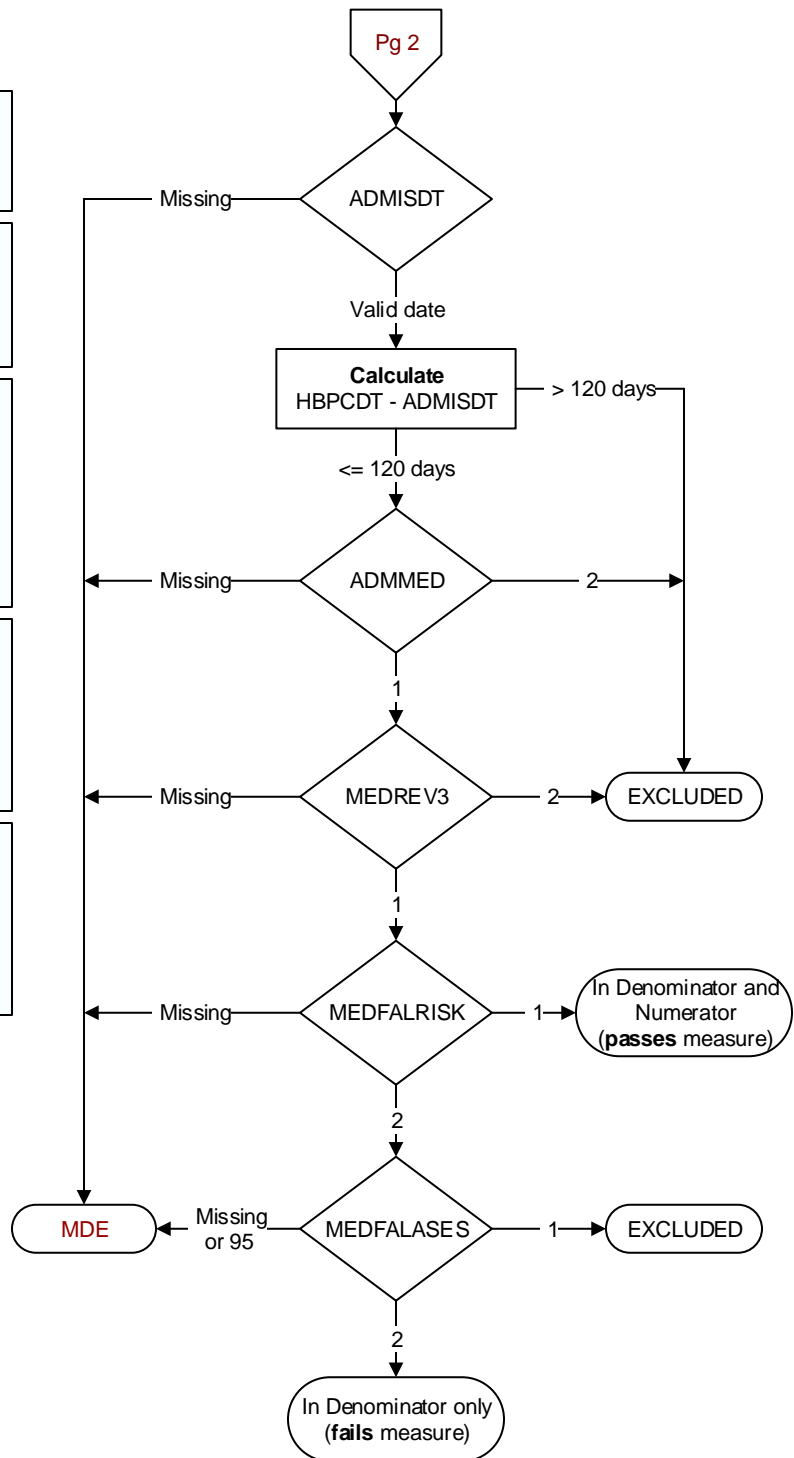 Pg 2
ADMISDT
Missing
Valid date
Calculate
HBPCDT - ADMISDT
> 120 days
<= 120 days
ADMMED
Missing
2
1
MEDREV3
Missing
2
EXCLUDED
1
MEDFALRISK
Missing
1
In Denominator and
Numerator
(passes measure)
2
MEDFALASES
Missing
or 95
MDE
1
EXCLUDED
2
In Denominator only
(fails measure)